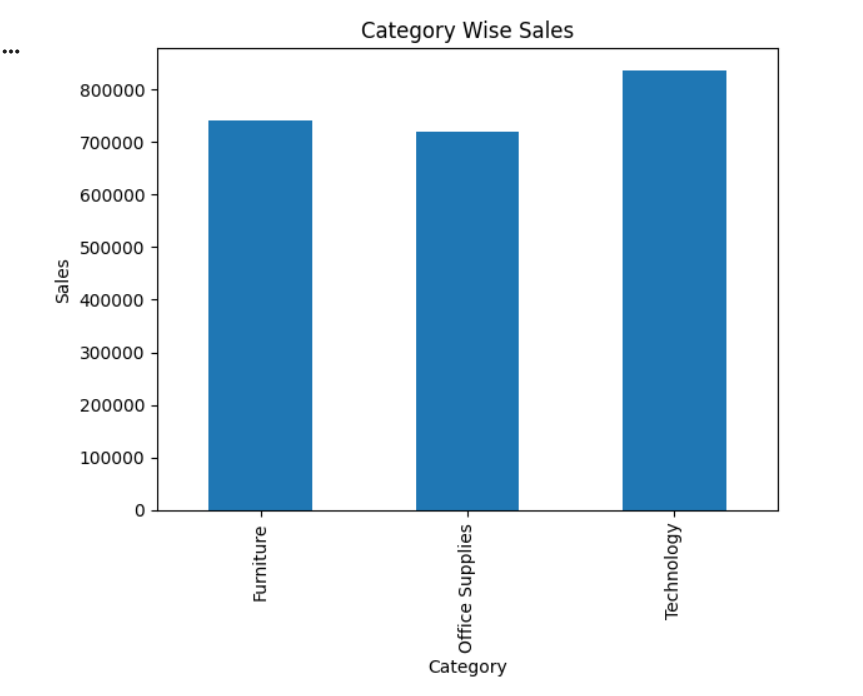 ...
Category Wise Sales
Sales
800000
700000
600000
500000
400000
300000
200000
100000
0
Furniture
Office Supplies
Technology
Category